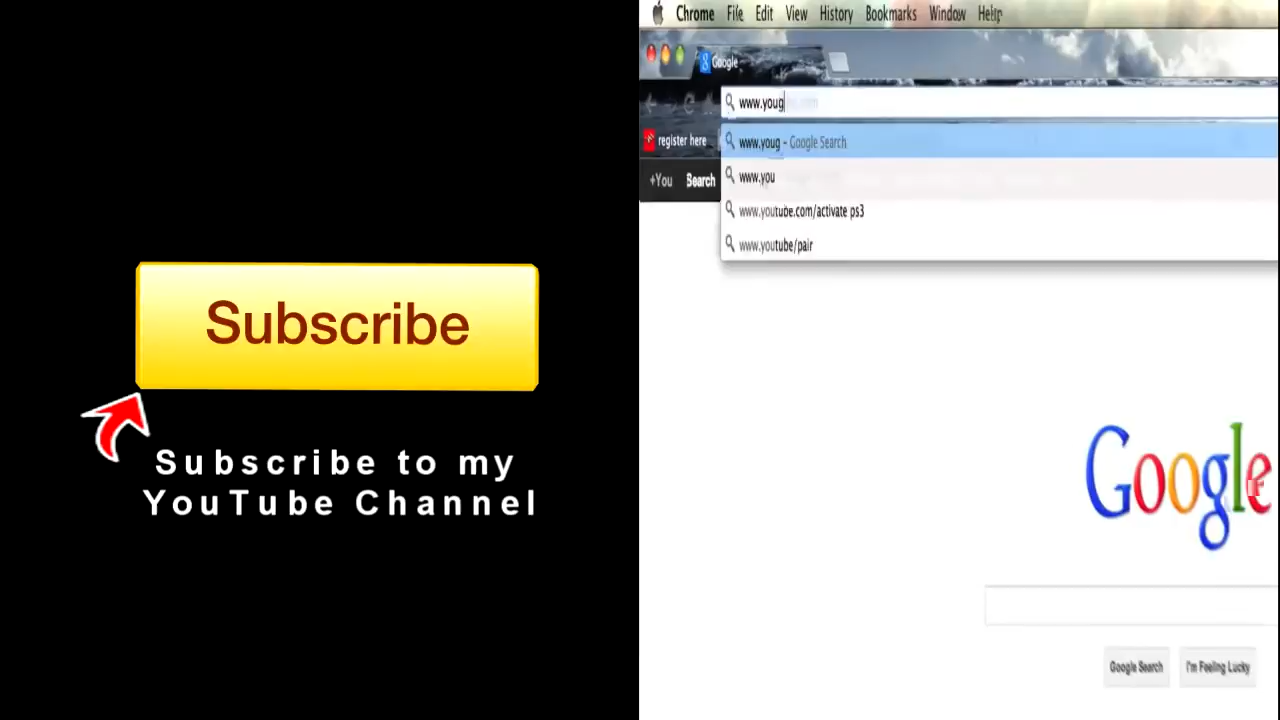 Subscribe
Subscribe to my
YouTube Channel
Chrome File Edit View History Bookmarks Window Help
Google
www.youg
register here
www.youg - Google Search
+You Search
www.you
www.youtube.com/activate ps3
www.youtube/pair
Google
Google Search I'm Feeling Lucky